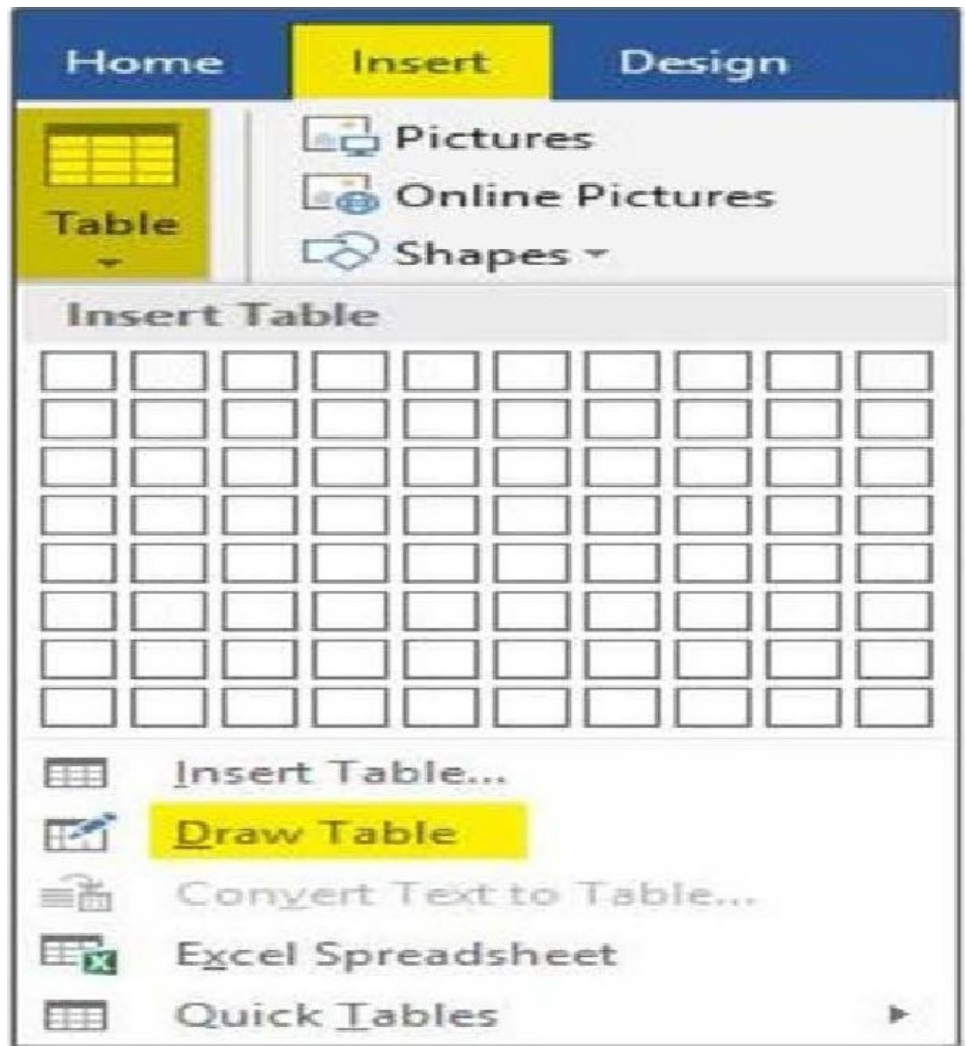 Home Insert Design
Table
Pictures
Online Pictures
Shapes
Insert Table
Insert Table...
Draw Table
Convert Text to Table...
Excel Spreadsheet
Quick Tables